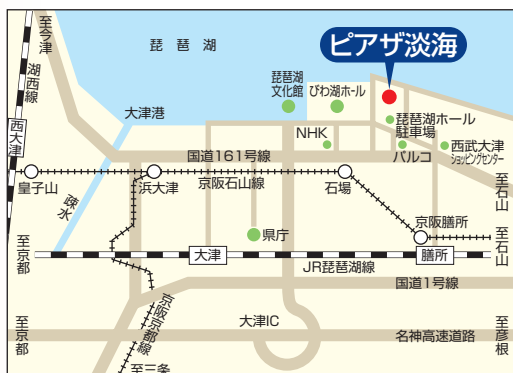 至今津
琵琶湖
ピアザ淡海
湖西線
琵琶湖
文化館
びわ湖ホール
大津港
琵琶湖ホール
駐車場
NHK
西大津
国道161号線
パルコ
西武大津
ショッピングセンター
皇子山
浜大津
京阪石山線
石場
至石山
疎水
京阪膳所
至京都
県庁
至石山
大津
膳所
JR琵琶湖線
国道1号線
京阪京都線
至京都
大津IC
名神高速道路
至彦根
至三条